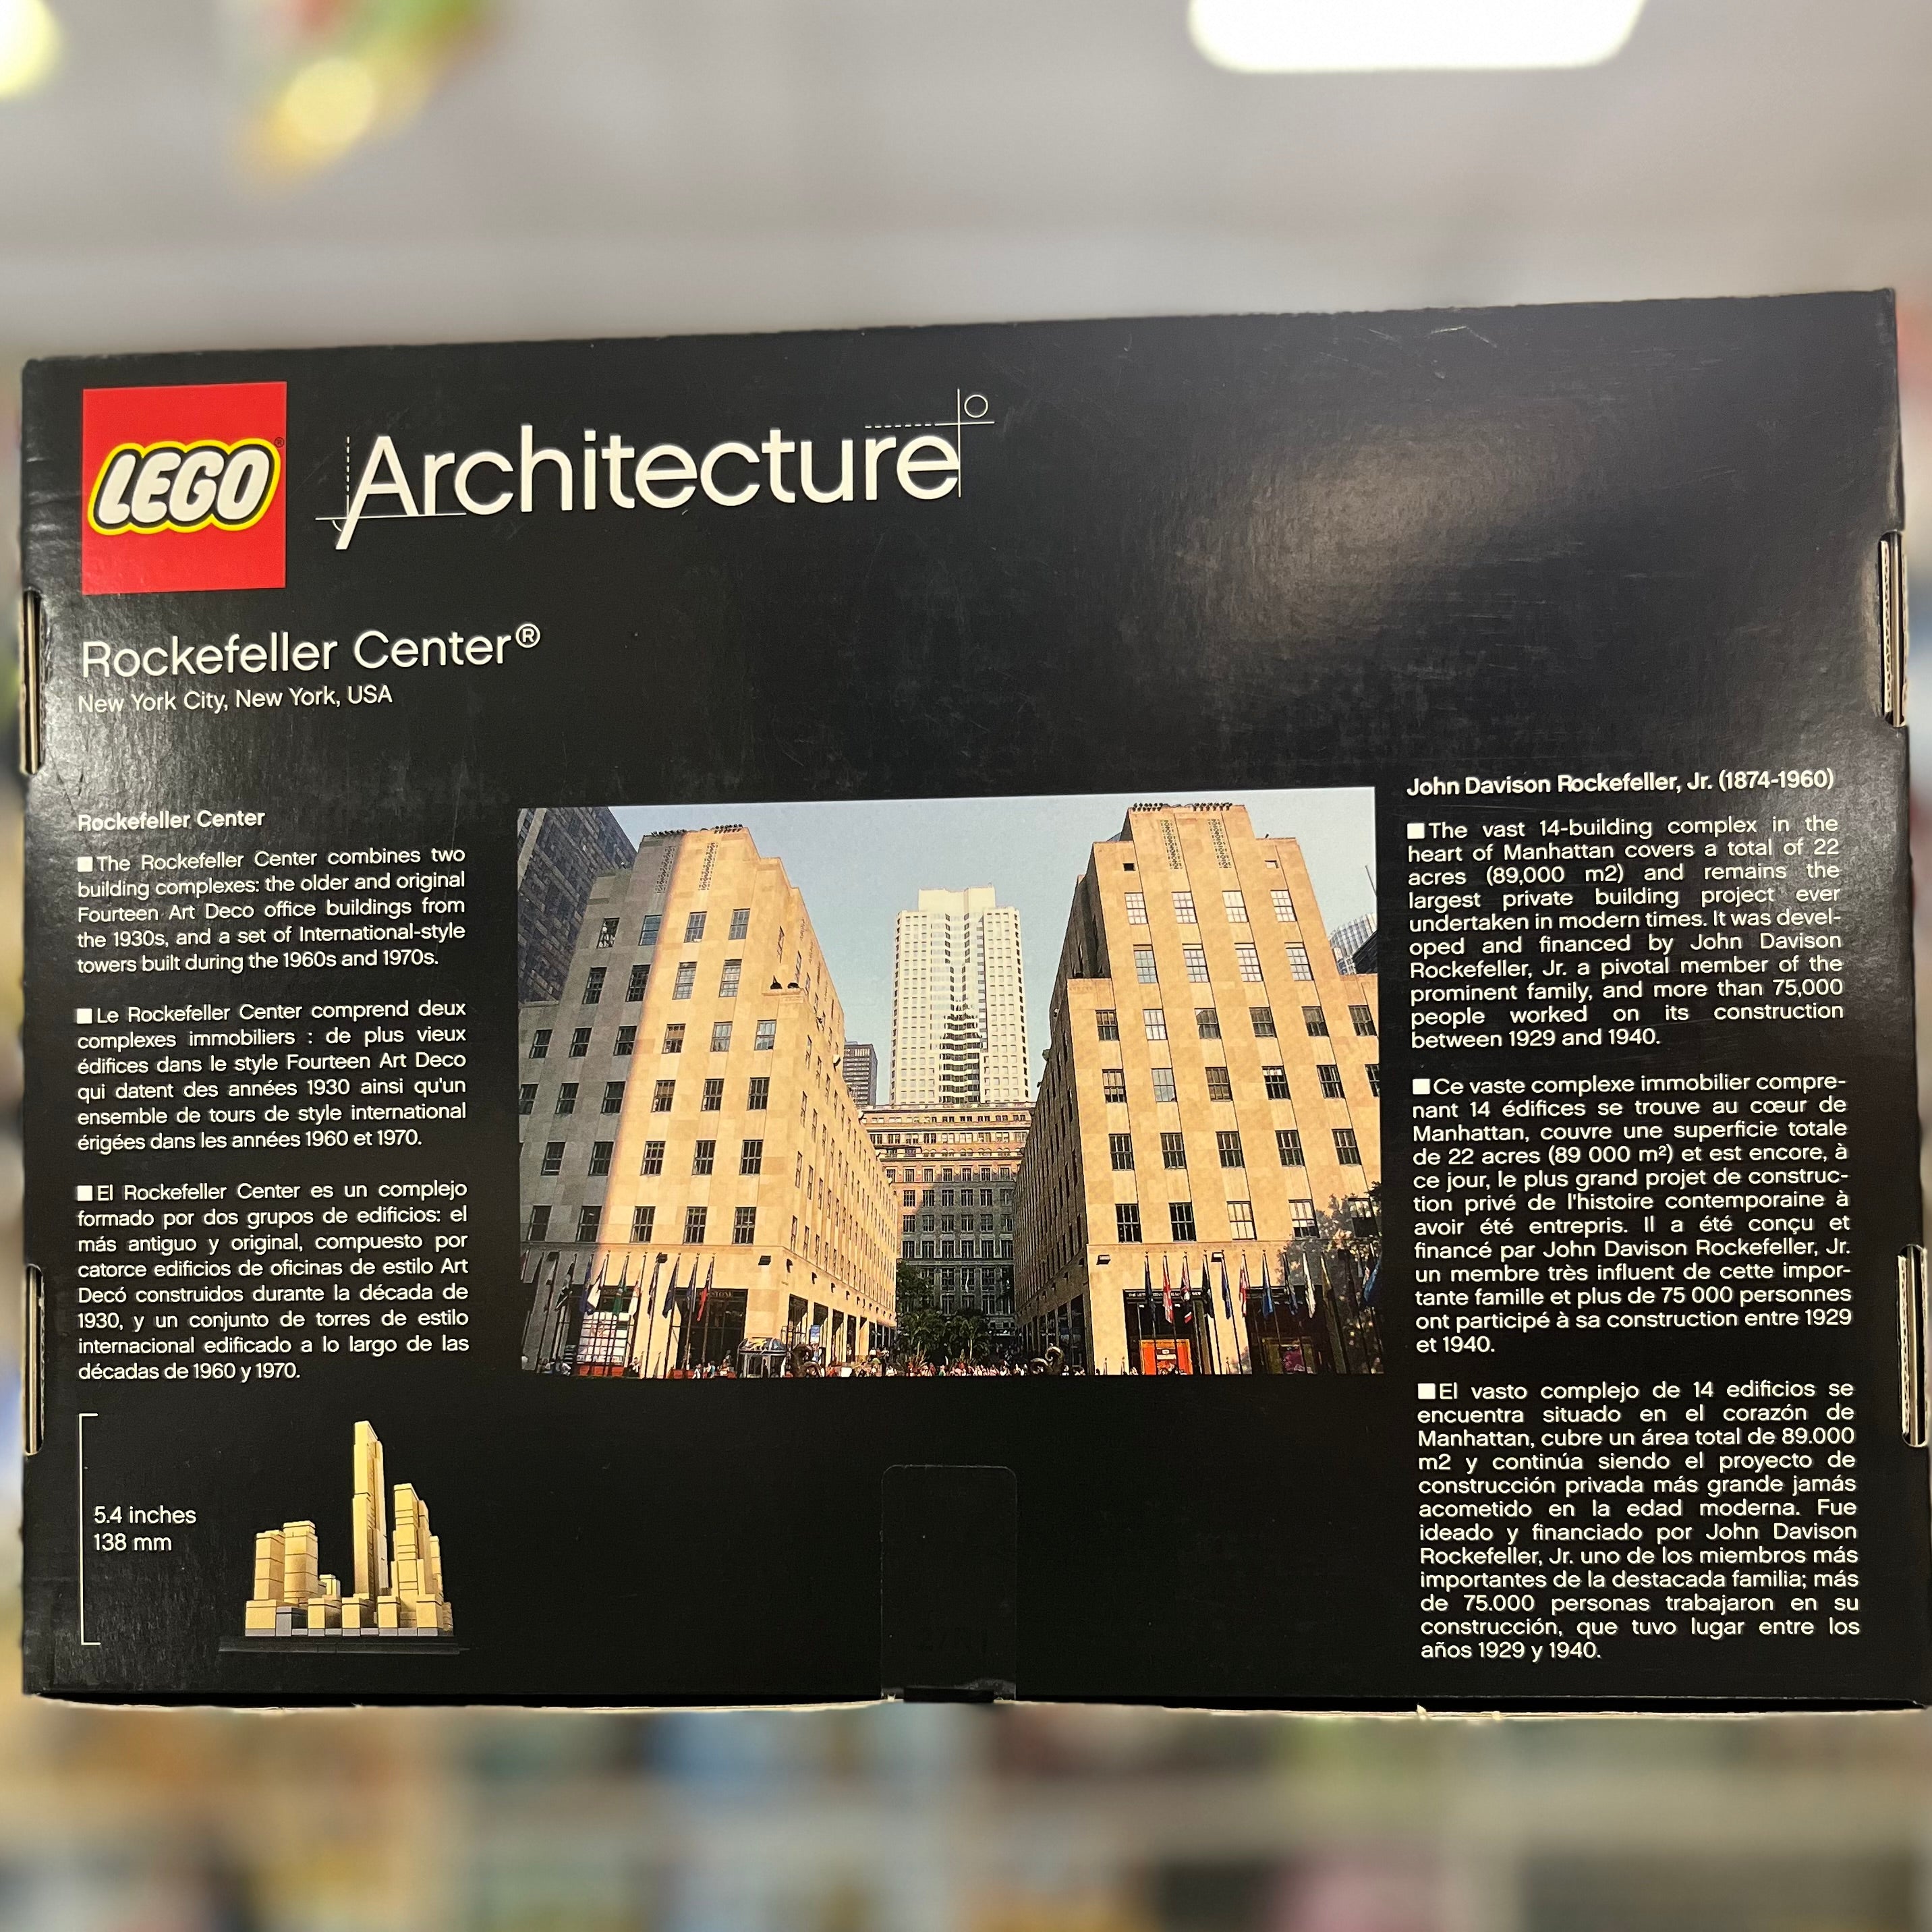 LEGO®
Architecture
Rockefeller Center®
New York City, New York, USA
Rockefeller Center
The Rockefeller Center combines two
building complexes: the older and original
Fourteen Art Deco office buildings from
the 1930s, and a set of International-style
towers built during the 1960s and 1970s.
Le Rockefeller Center comprend deux
complexes immobiliers : de plus vieux
édifices dans le style Fourteen Art Deco
qui datent des années 1930 ainsi qu'un
ensemble de tours de style international
érigées dans les années 1960 et 1970.
El Rockefeller Center es un complejo
formado por dos grupos de edificios: el
más antiguo y original, compuesto por
catorce edificios de oficinas de estilo Art
Decó construidos durante la década de
1930, y un conjunto de torres de estilo
internacional edificado a lo largo de las
décadas de 1960 y 1970.
5.4 inches
138 mm
John Davison Rockefeller, Jr. (1874-1960)
The vast 14-building complex in the
heart of Manhattan covers a total of 22
acres (89,000 m2) and remains the
largest private building project ever
undertaken in modern times. It was devel-
oped and financed by John Davison
Rockefeller, Jr. a pivotal member of the
prominent family, and more than 75,000
people worked on its construction
between 1929 and 1940.
Ce vaste complexe immobilier compre-
nant 14 édifices se trouve au cœur de
Manhattan, couvre une superficie totale
de 22 acres (89 000 m²) et est encore, à
ce jour, le plus grand projet de construc-
tion privé de l'histoire contemporaine à
avoir été entrepris. Il a été conçu et
financé par John Davison Rockefeller, Jr.
un membre très influent de cette impor-
tante famille et plus de 75 000 personnes
ont participé à sa construction entre 1929
et 1940.
El vasto complejo de 14 edificios se
encuentra situado en el corazón de
Manhattan, cubre un área total de 89.000
m2 y continúa siendo el proyecto de
construcción privada más grande jamás
acometido en la edad moderna. Fue
ideado y financiado por John Davison
Rockefeller, Jr. uno de los miembros más
importantes de la destacada familia; más
de 75.000 personas trabajaron en su
construcción, que tuvo lugar entre los
años 1929 y 1940.